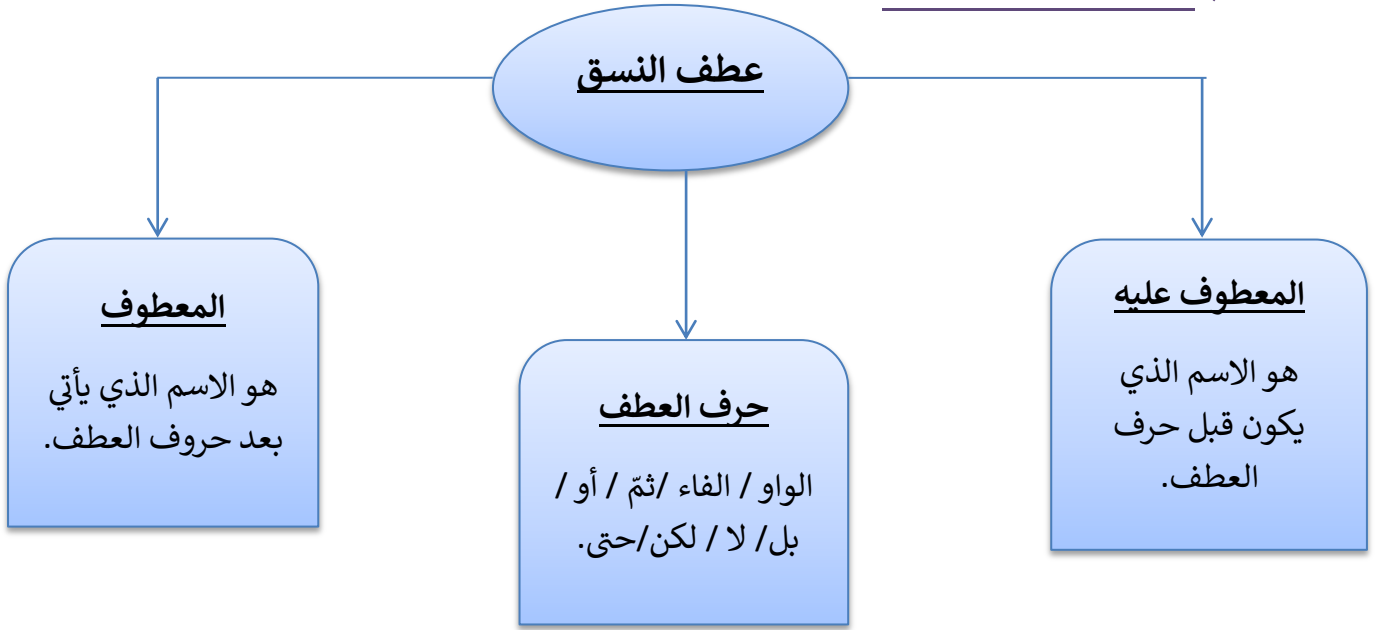 عطف النسق
المعطوف عليه
هو الاسم الذي
يكون قبل حرف
العطف.
حرف العطف
الواو / الفاء /ثمّ / أو /
بل/ لا / لكن/حتى.
المعطوف
هو الاسم الذي يأتي
بعد حروف العطف.